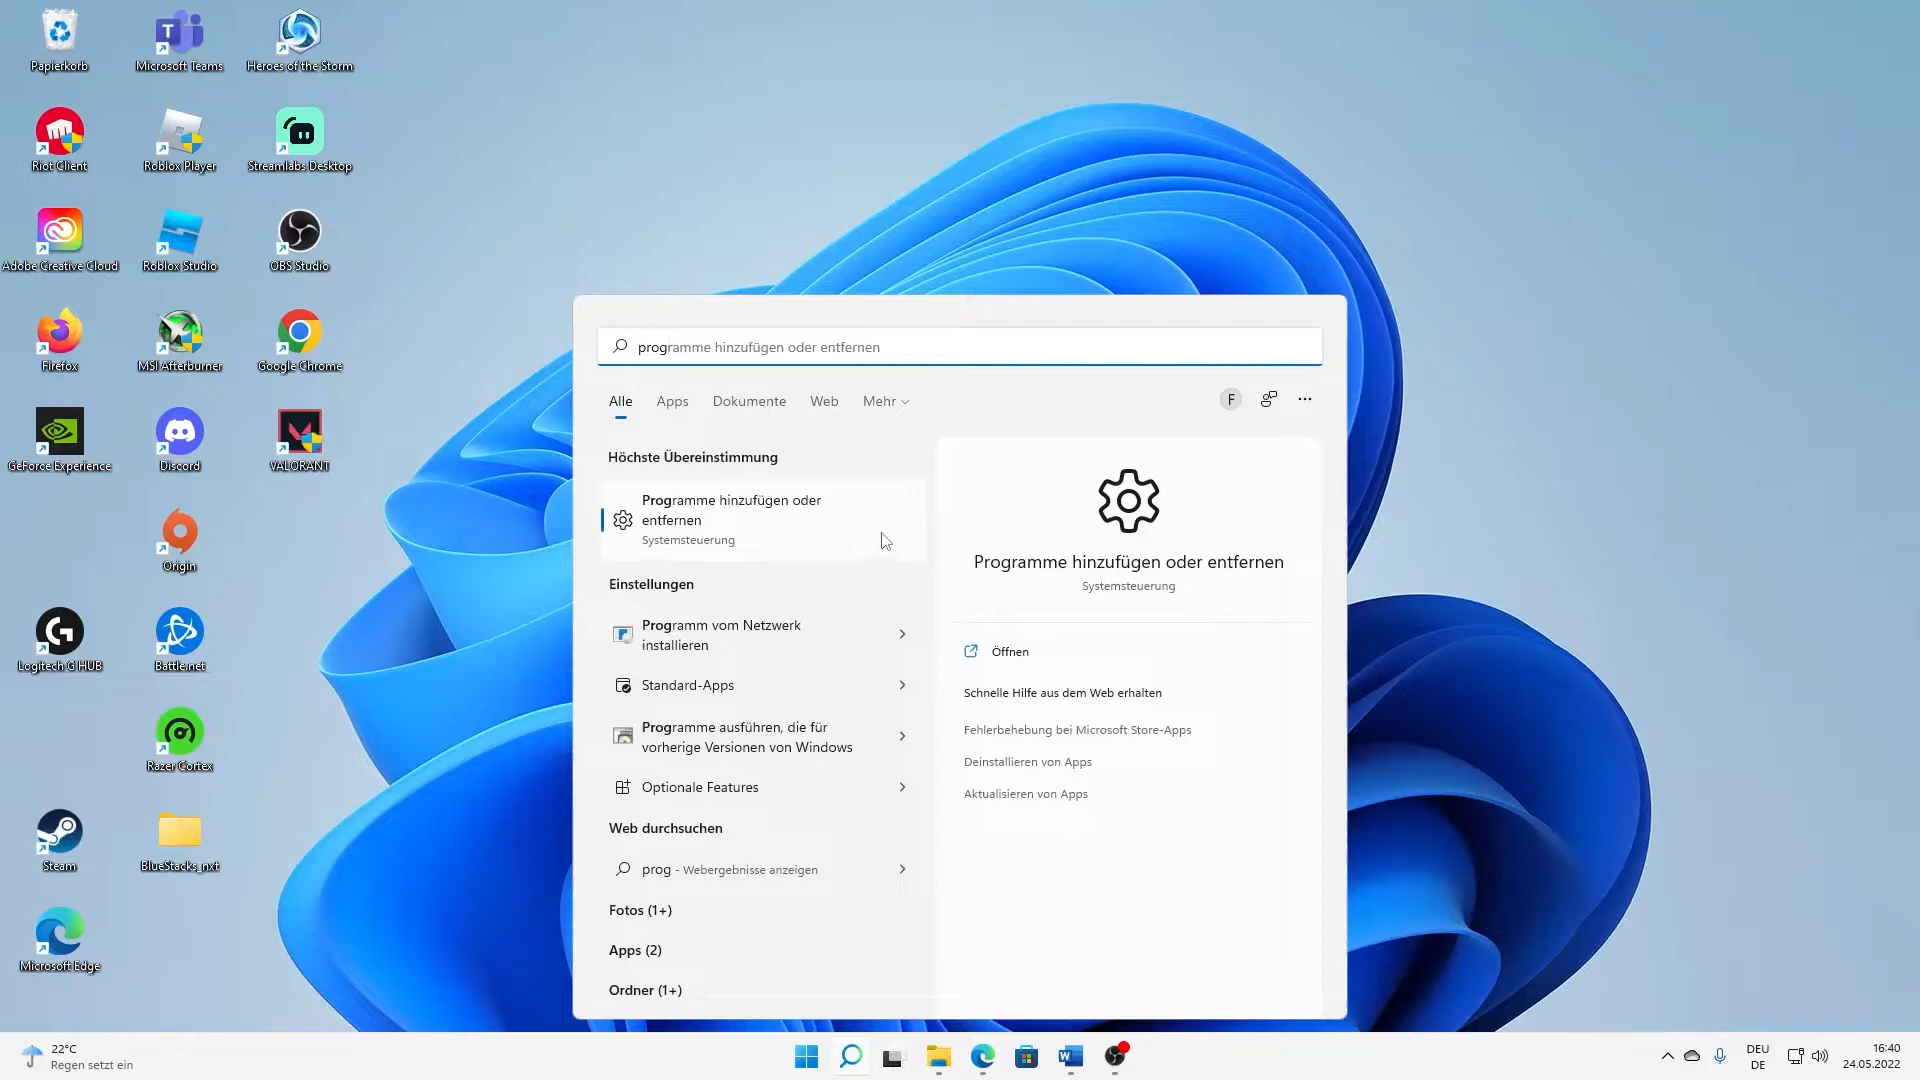 Papierkorb
Microsoft Teams
Heroes of the Storm
Riot Client
Roblox Player
Streamlabs Desktop
Adobe Creative Cloud
Roblox Studio
OBS Studio
Firefox
MSI Afterburner
Google Chrome
GeForce Experience
Discord
VALORANT
Origin
Logitech G HUB
Battle.net
Razer Cortex
Steam
BlueStacks_nxt
Microsoft Edge
programme hinzufügen oder entfernen
Alle
Apps
Dokumente
Web
Mehr
F
Höchste Übereinstimmung
Programme hinzufügen oder
entfernen
Systemsteuerung
Einstellungen
Programm vom Netzwerk
installieren
Standard-Apps
Programme ausführen, die für
vorherige Versionen von Windows
Optionale Features
Web durchsuchen
prog - Webergebnisse anzeigen
Fotos (1+)
Apps (2)
Ordner (1+)
Programme hinzufügen oder entfernen
Systemsteuerung
Öffnen
Schnelle Hilfe aus dem Web erhalten
Fehlerbehebung bei Microsoft Store-Apps
Deinstallieren von Apps
Aktualisieren von Apps
22°C
Regen setzt ein
DEU
DE
16:40
24.05.2022